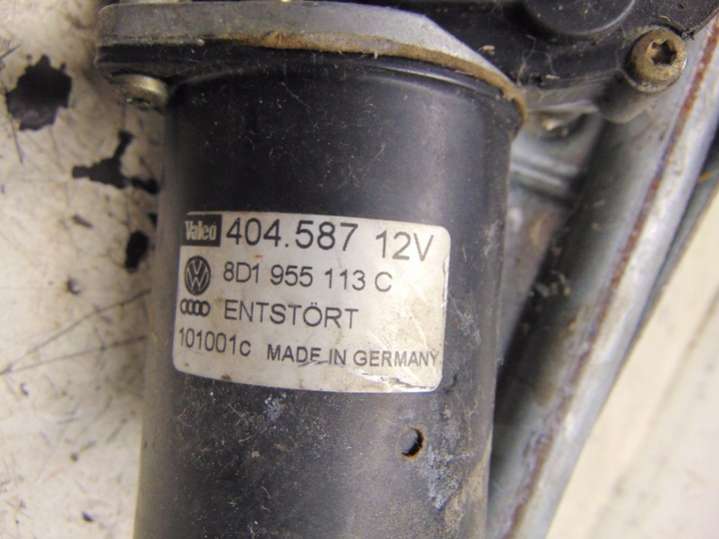 Valeo 404.587 12V
8D1 955 113 C
ENTSTÖRT
101001c MADE IN GERMANY